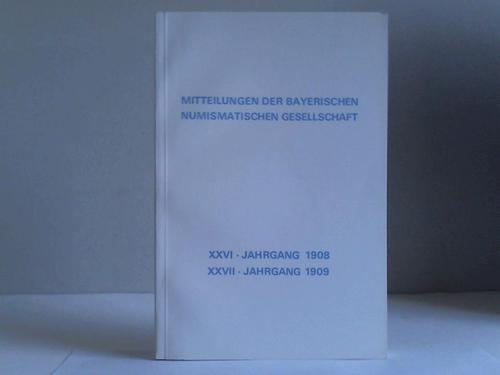 MITTEILUNGEN DER BAYERISCHEN
NUMISMATISCHEN GESELLSCHAFT
XXVI · JAHRGANG 1908
XXVII · JAHRGANG 1909